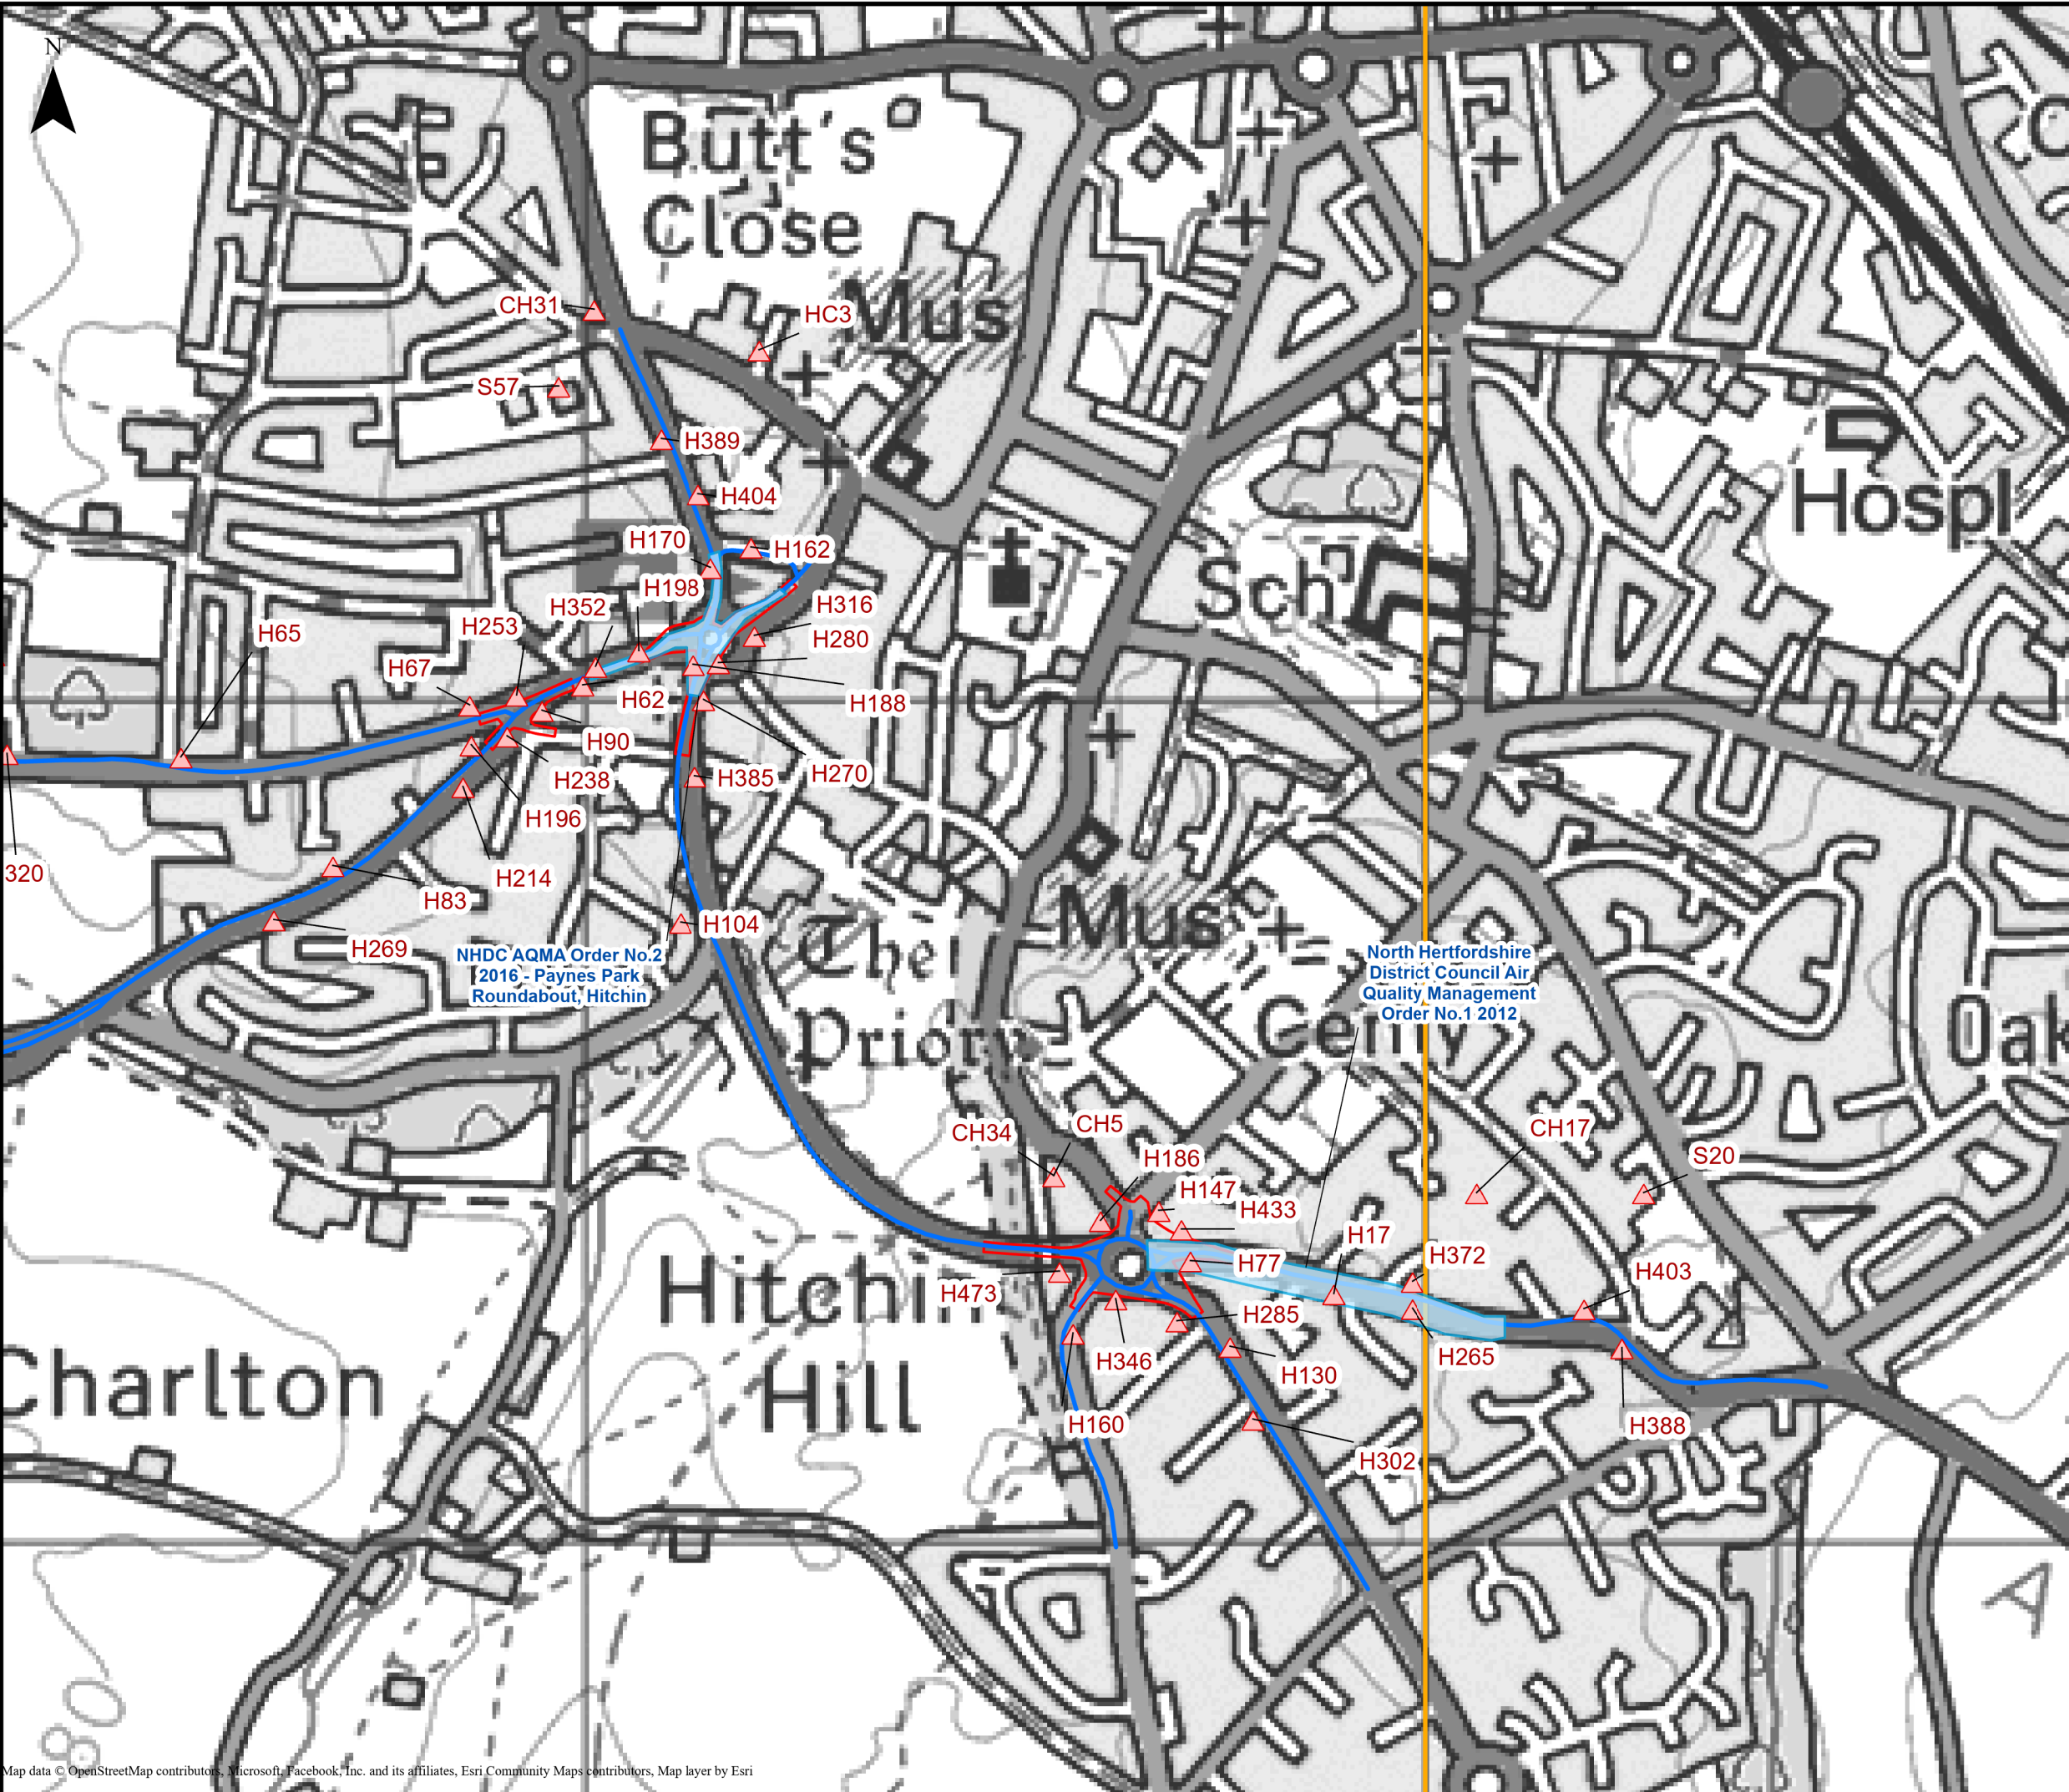 N
Butt's
Close
Mus
CH31
HC3
S57
H389
H404
Hospl
H170
H162
H198
Sch
H352
H316
H253
H65
H280
H67
H62
H188
H90
H270
H238
H385
H196
320
H214
H83
H104
Mus
H269
The
Priory
NHDC AQMA Order No.2
2016 - Paynes Park
Roundabout, Hitchin
North Hertfordshire
District Council Air
Quality Management
Order No.1 2012
Cemy
Oak
CH34
CH5
CH17
H186
S20
H147
H433
H17
H372
H77
H403
Hitchin
Hill
H473
H285
H346
H265
H130
Charlton
H160
H388
H302
A
Map data © OpenStreetMap contributors, Microsoft, Facebook, Inc. and its affiliates, Esri Community Maps contributors, Map layer by Esri